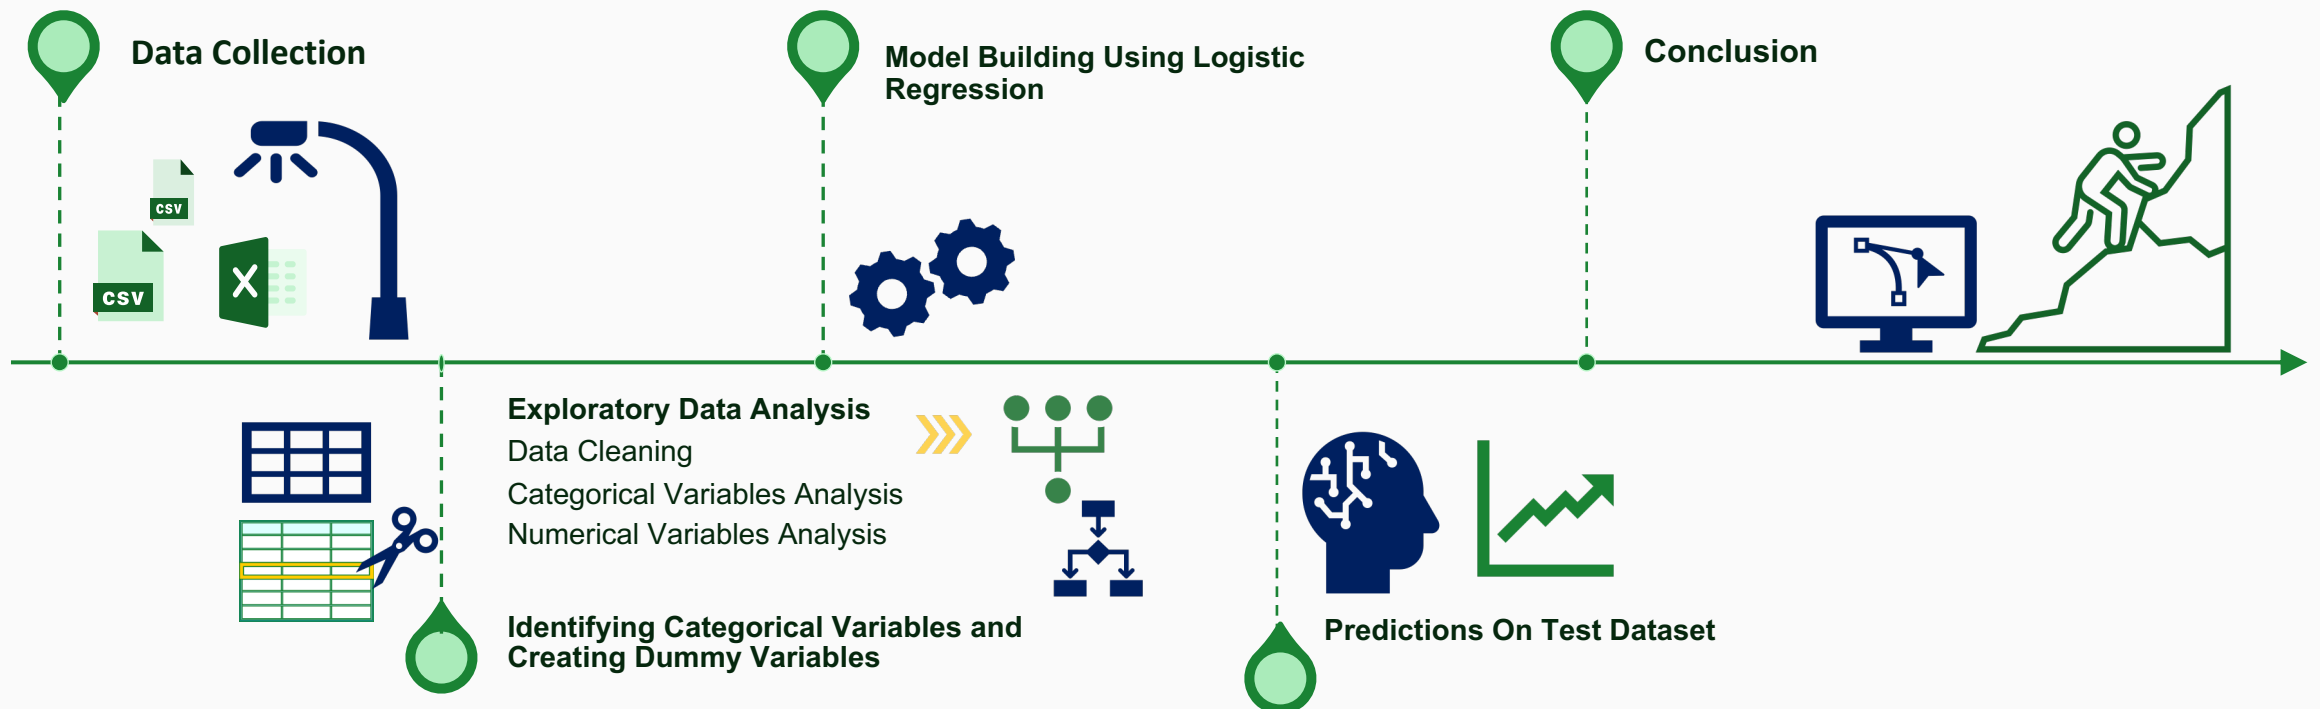 Data Collection
Model Building Using Logistic
Regression
Conclusion
CSV
CSV
X
Exploratory Data Analysis
Data Cleaning
Categorical Variables Analysis
Numerical Variables Analysis
Identifying Categorical Variables and
Creating Dummy Variables
Predictions On Test Dataset